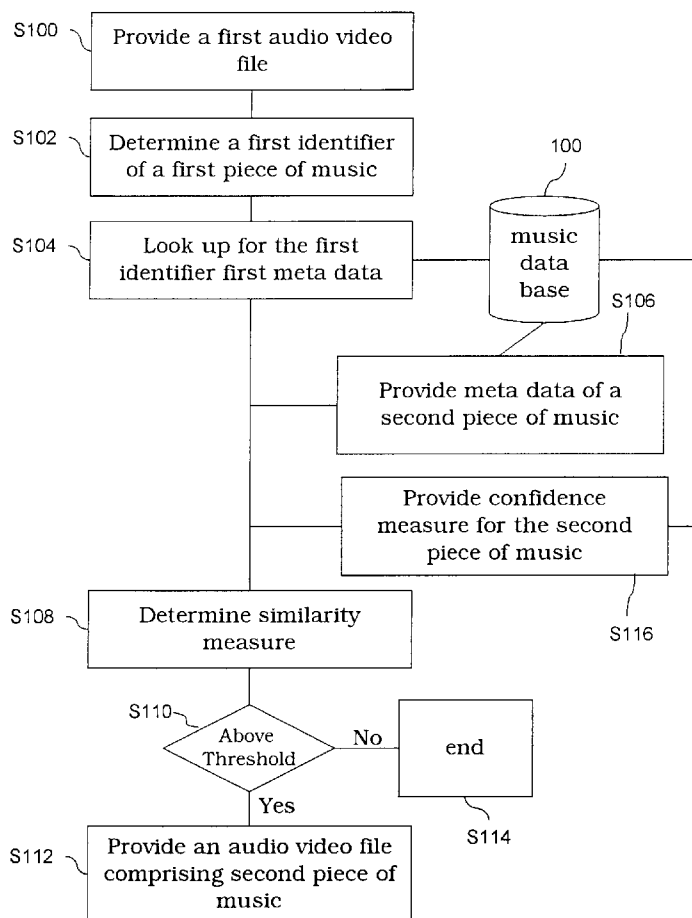 S100
Provide a first audio video
file
S102
Determine a first identifier
of a first piece of music
100
S104
Look up for the first
identifier first meta data
music
data
base
S106
Provide meta data of a
second piece of music
Provide confidence
measure for the second
piece of music
S108
Determine similarity
measure
S116
S110
Above
Threshold
No
end
Yes
S114
S112
Provide an audio video file
comprising second piece of
music